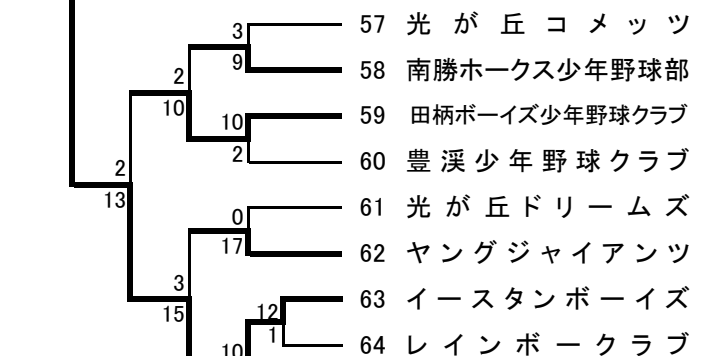 3
57 光が丘コメッツ
9
58 南勝ホークス少年野球部
2
10
10
59 田柄ボーイズ少年野球クラブ
2
60 豊渓少年野球クラブ
2
13
0
61 光が丘ドリームズ
17
62 ヤングジャイアンツ
3
15
12
63 イースタンボーイズ
1
64 レインボークラブ
10